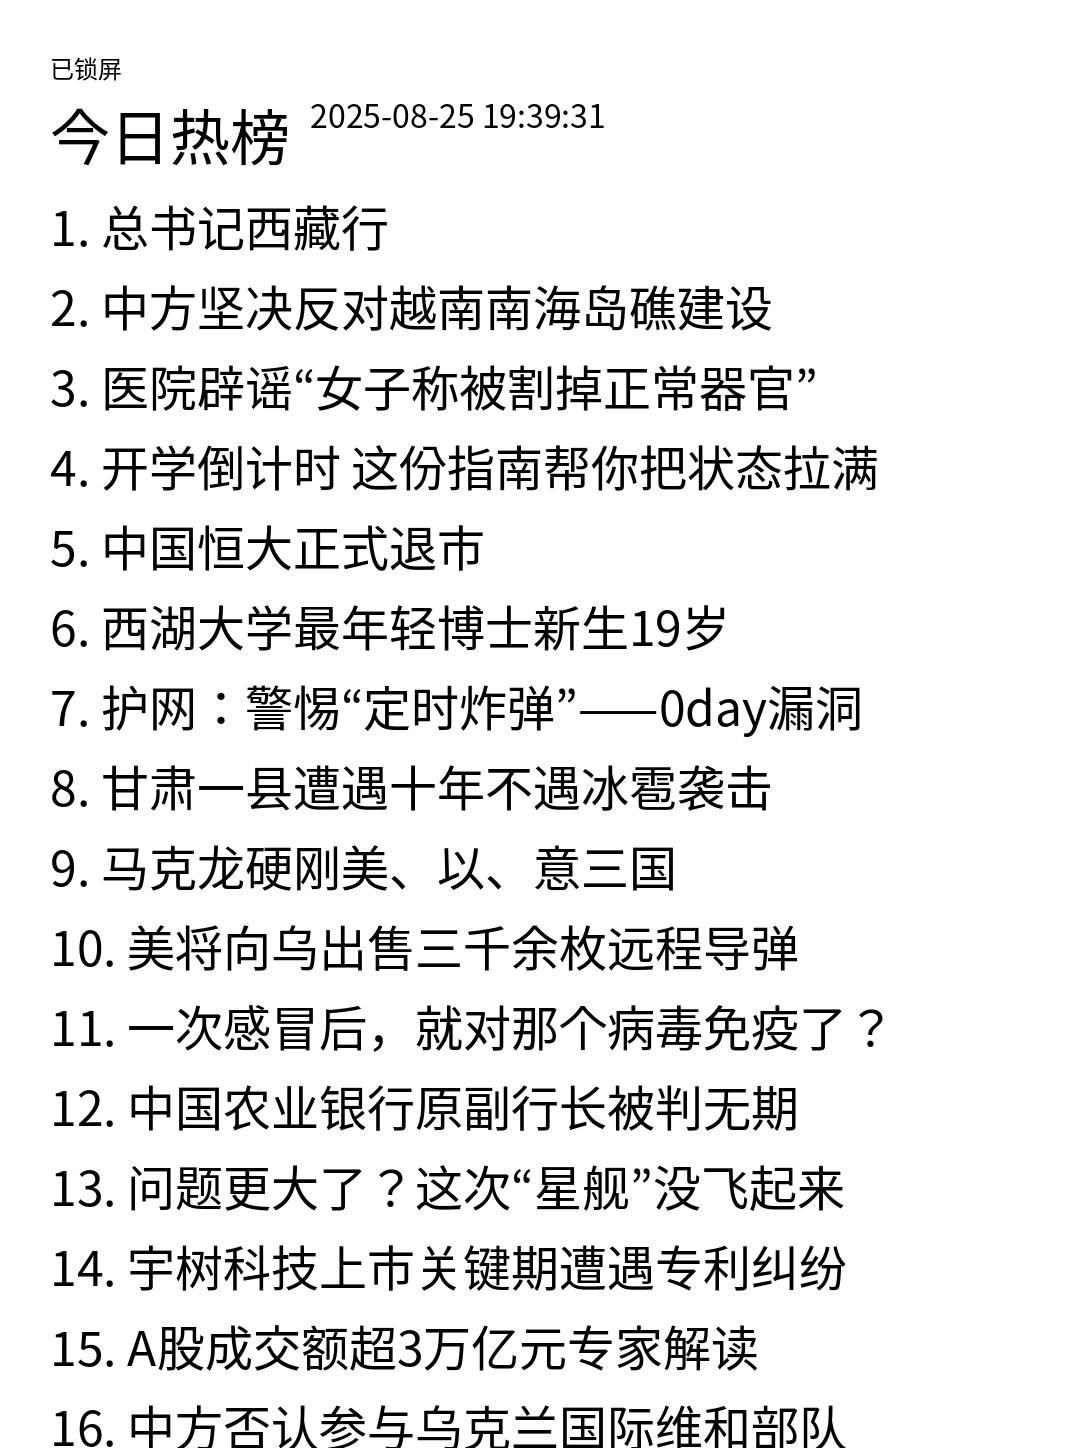 已锁屏
今日热榜 2025-08-25 19:39:31
1. 总书记西藏行
2. 中方坚决反对越南南海岛礁建设
3. 医院辟谣“女子称被割掉正常器官”
4. 开学倒计时 这份指南帮你把状态拉满
5. 中国恒大正式退市
6. 西湖大学最年轻博士新生19岁
7. 护网：警惕“定时炸弹”——0day漏洞
8. 甘肃一县遭遇十年不遇冰雹袭击
9. 马克龙硬刚美、以、意三国
10. 美将向乌出售三千余枚远程导弹
11. 一次感冒后，就对那个病毒免疫了？
12. 中国农业银行原副行长被判无期
13. 问题更大了？这次“星舰”没飞起来
14. 宇树科技上市关键期遭遇专利纠纷
15. A股成交额超3万亿元专家解读
16. 中方否认参与乌克兰国际维和部队